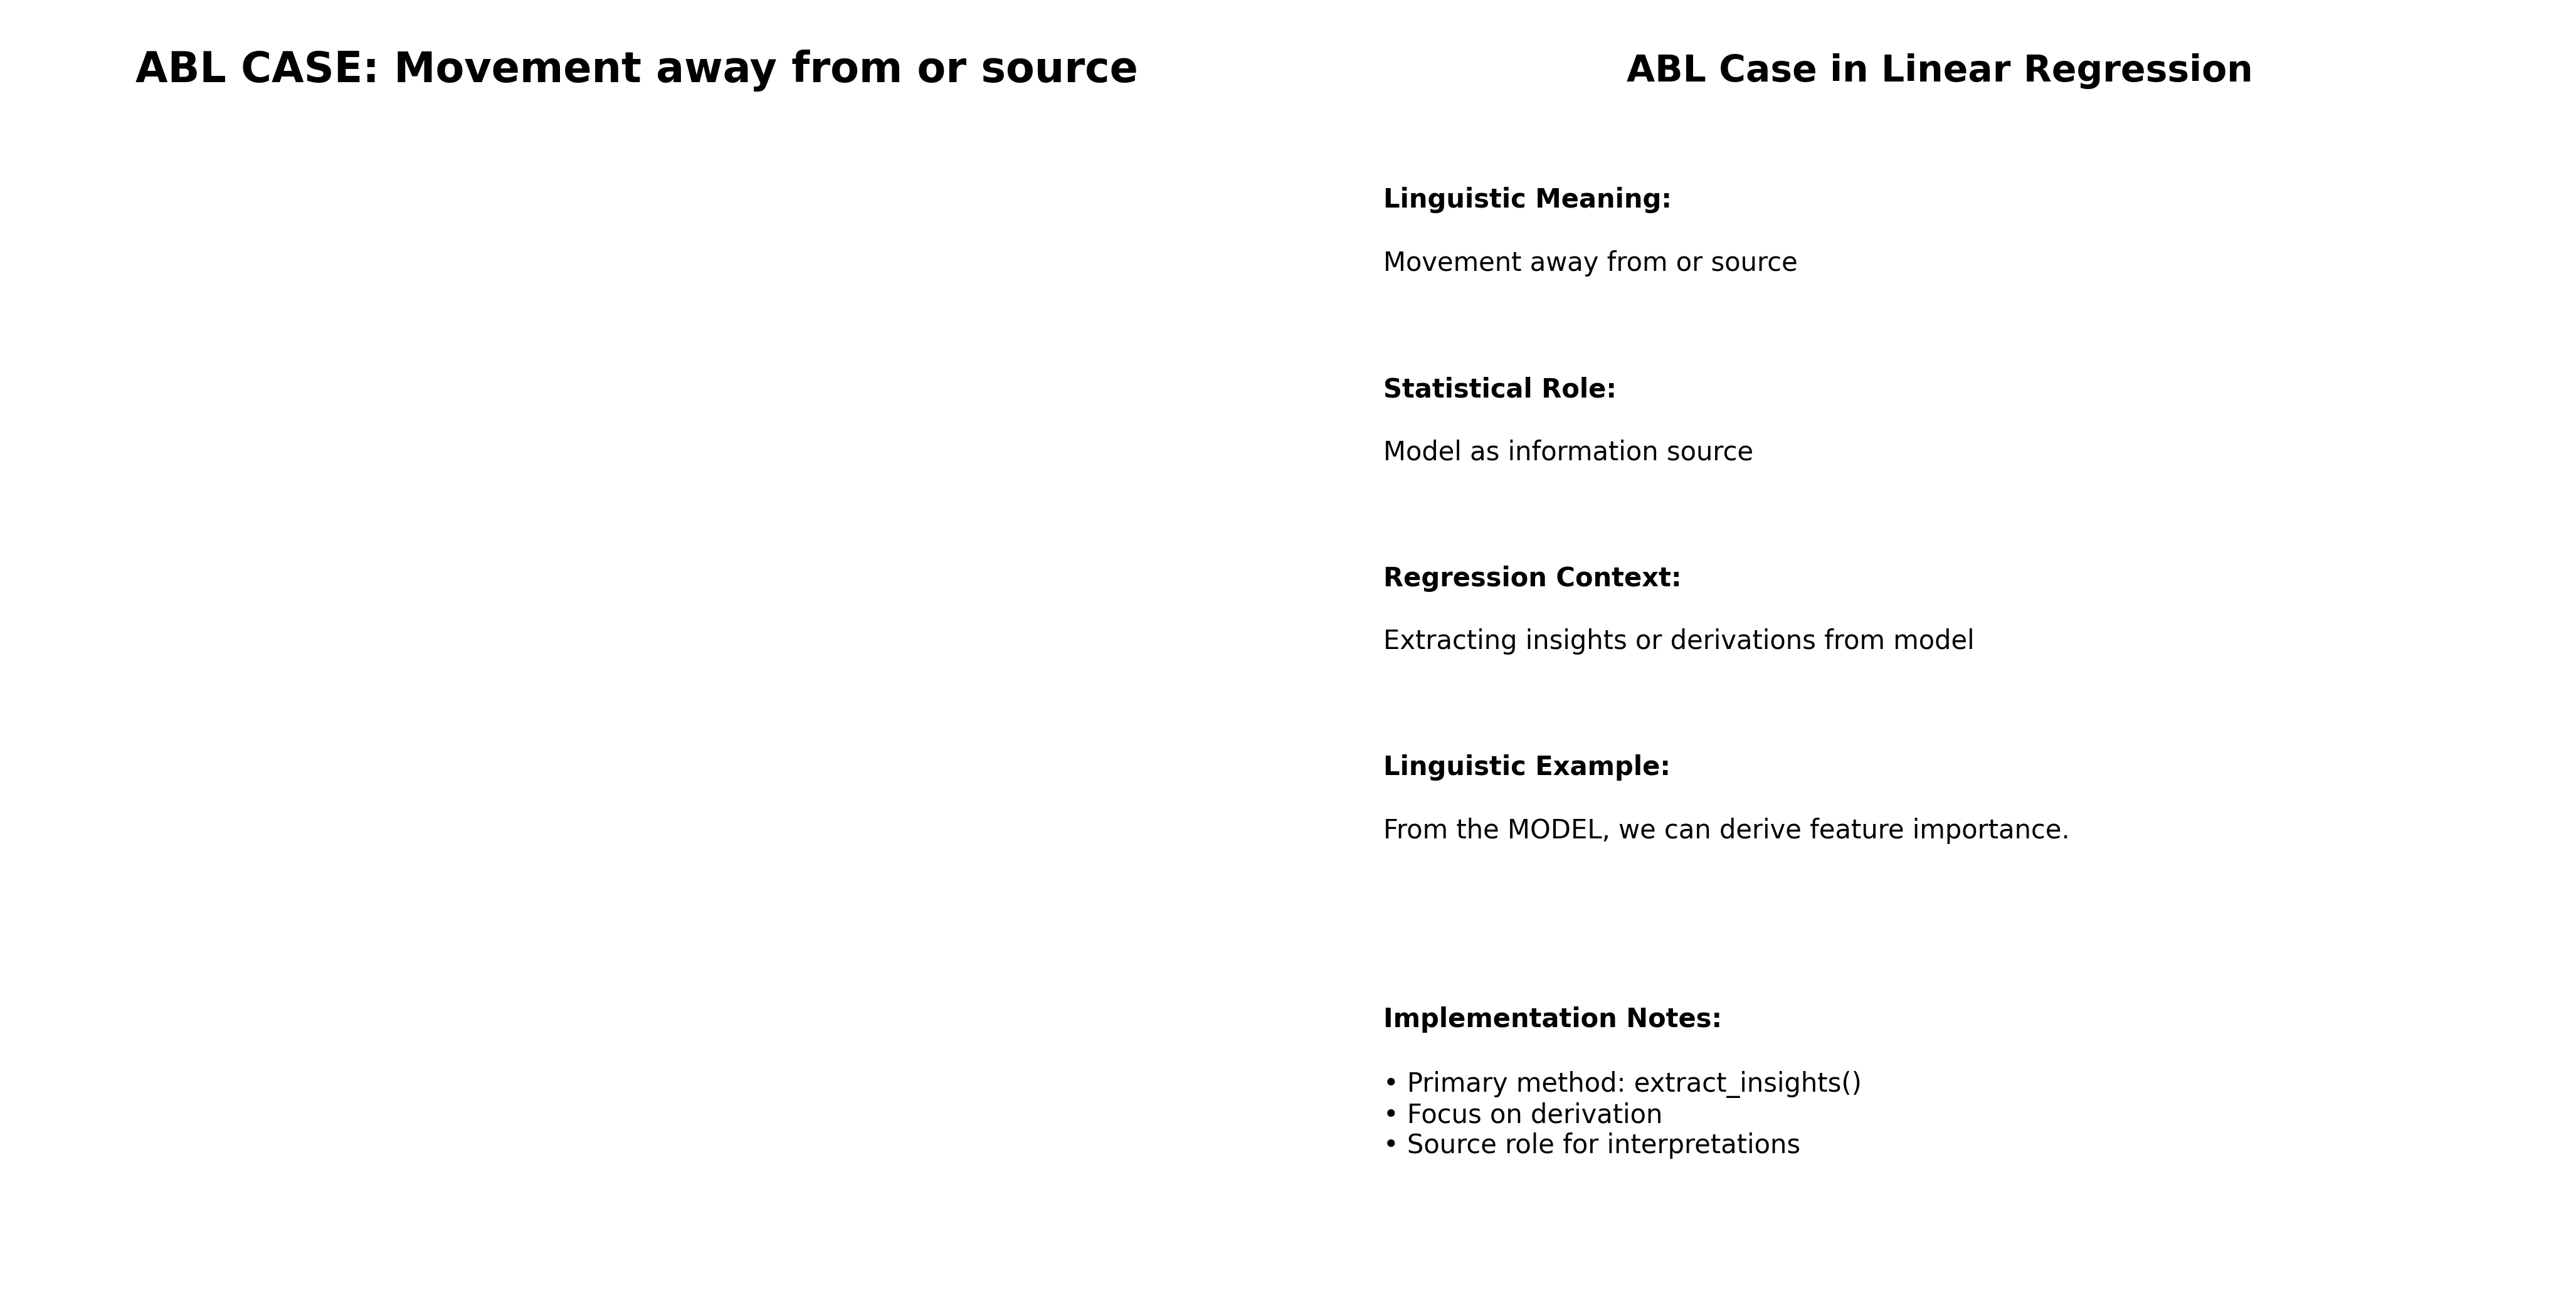 ABL CASE: Movement away from or source
ABL Case in Linear Regression
Linguistic Meaning:
Movement away from or source
Statistical Role:
Model as information source
Regression Context:
Extracting insights or derivations from model
Linguistic Example:
From the MODEL, we can derive feature importance.
Implementation Notes:
• Primary method: extract_insights()
• Focus on derivation
• Source role for interpretations